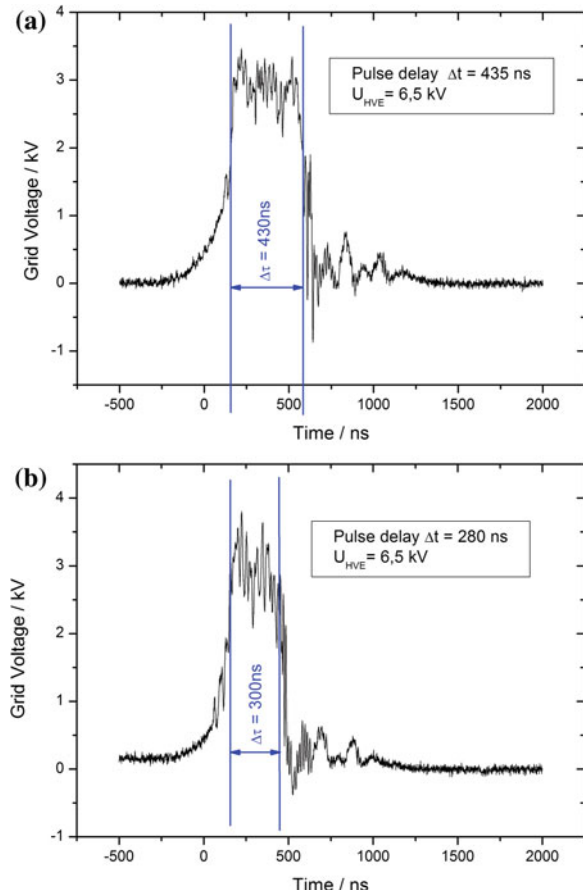 (a)
4
3
2
1
0
-1
Grid Voltage / kV
Pulse delay Δt = 435 ns
U_HVE = 6,5 kV
Δτ = 430ns
-500 0 500 1000 1500 2000
Time / ns
(b)
4
3
2
1
0
-1
Grid Voltage / kV
Pulse delay Δt = 280 ns
U_HVE = 6,5 kV
Δτ = 300ns
-500 0 500 1000 1500 2000
Time / ns